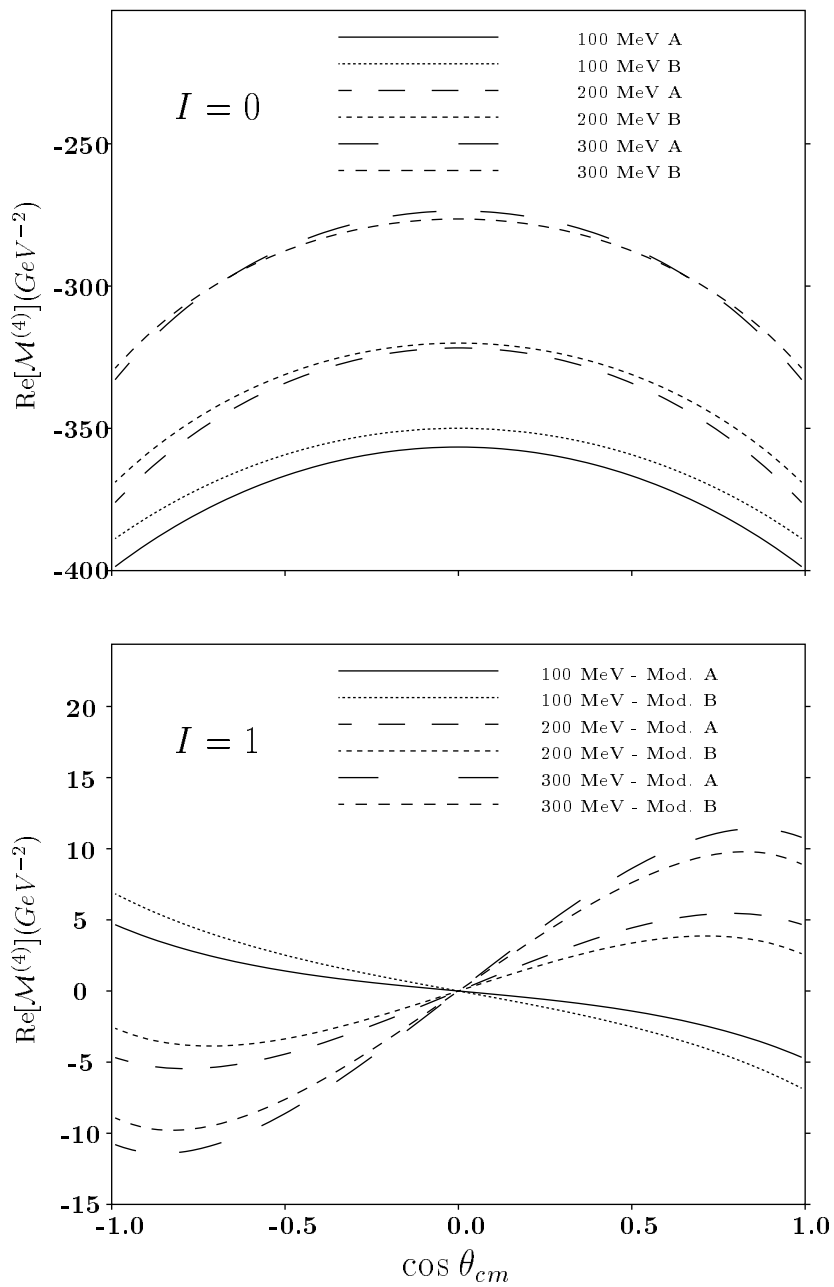 100 MeV A
100 MeV B
200 MeV A
200 MeV B
300 MeV A
300 MeV B
I = 0
-250
-300
-350
-400
Re[M^{(4)}](GeV^{-2})
100 MeV - Mod. A
100 MeV - Mod. B
200 MeV - Mod. A
200 MeV - Mod. B
300 MeV - Mod. A
300 MeV - Mod. B
I = 1
20
15
10
5
0
-5
-10
-15
Re[M^{(4)}](GeV^{-2})
-1.0 -0.5 0.0 0.5 1.0
cos θ_{cm}